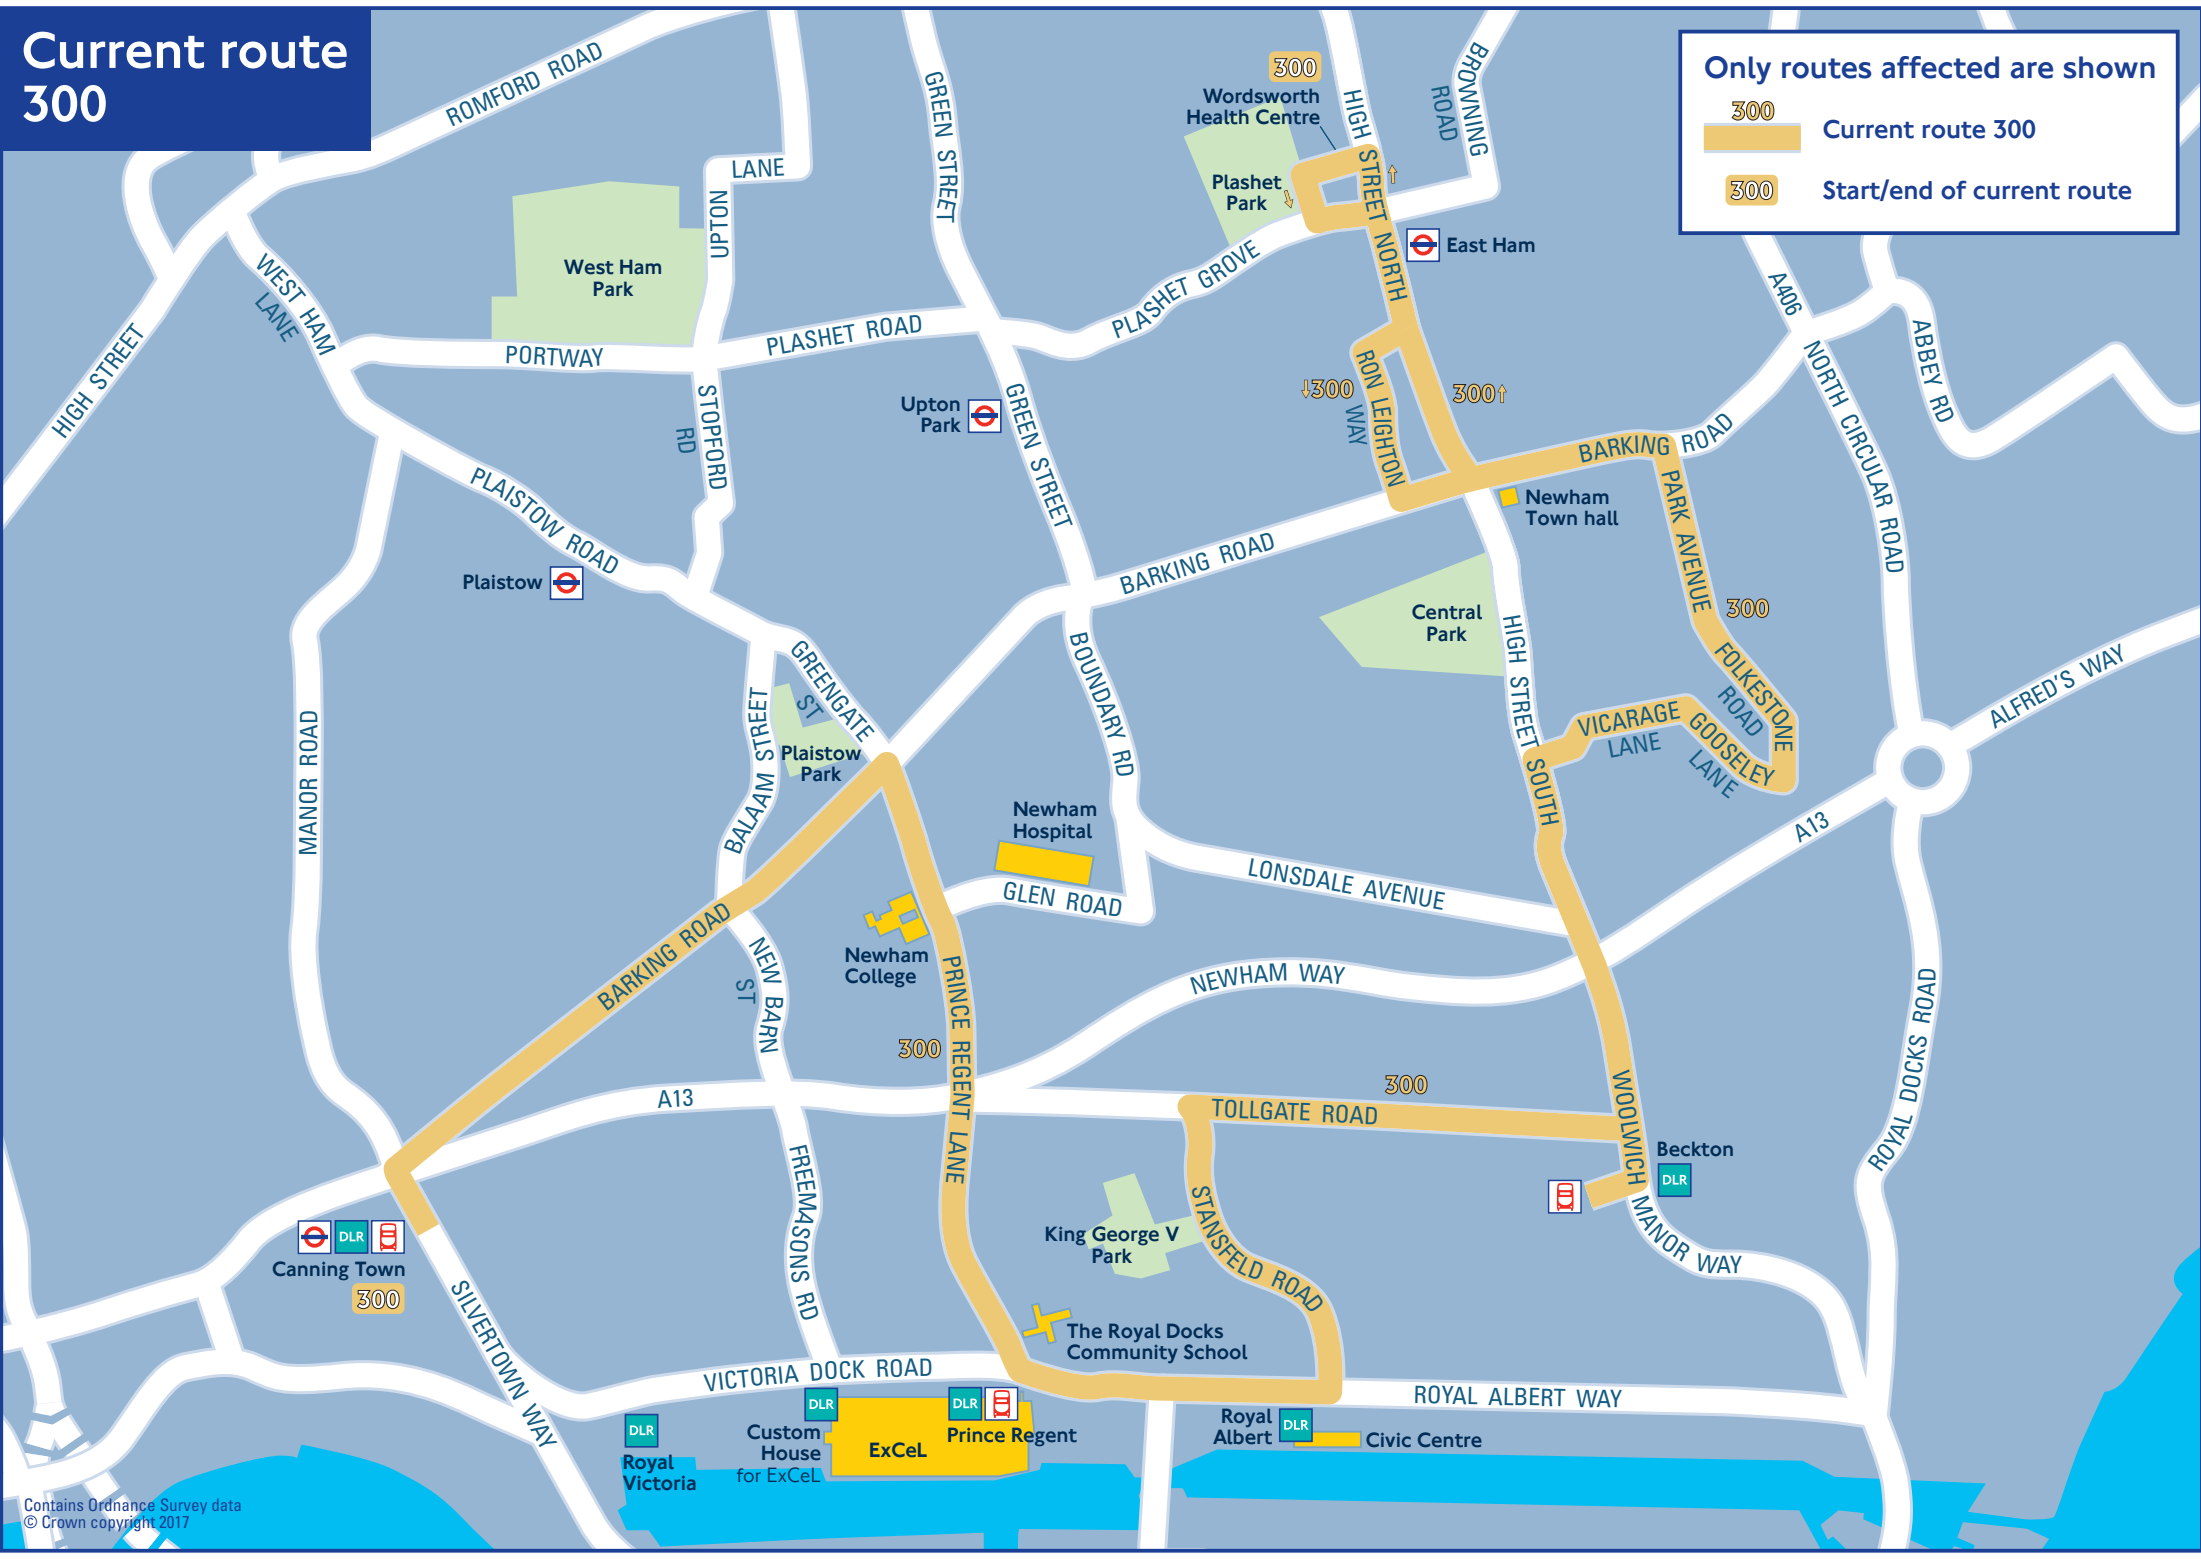 Current route
300
Only routes affected are shown
300
Current route 300
300
Start/end of current route
ROMFORD ROAD
GREEN STREET
300
Wordsworth
Health Centre
HIGH STREET NORTH
BROWNING
ROAD
UPTON LANE
Plashet
Park
East Ham
West Ham
Park
WEST HAM
LANE
HIGH STREET
PORTWAY
PLASHET ROAD
PLASHET GROVE
A406
NORTH CIRCULAR ROAD
ABBEY RD
STOPFORD
RD
Upton
Park
GREEN STREET
↓300
RON LEIGHTON
WAY
300↑
BARKING ROAD
Newham
Town hall
PARK AVENUE
PLAISTOW ROAD
Plaistow
BARKING ROAD
Central
Park
300
FOLKESTONE
ROAD
HIGH STREET SOUTH
VICARAGE
LANE
GOOSELEY
LANE
ALFRED'S WAY
MANOR ROAD
GREENGATE
ST
BALAAM STREET
Plaistow
Park
BOUNDARY RD
Newham
Hospital
GLEN ROAD
LONSDALE AVENUE
A13
BARKING ROAD
NEW BARN
ST
Newham
College
PRINCE REGENT LANE
300
NEWHAM WAY
ROYAL DOCKS ROAD
A13
300
TOLLGATE ROAD
WOOLWICH MANOR WAY
Beckton
DLR
FREEMASONS RD
STANSFELD ROAD
King George V
Park
DLR
Canning Town
300
SILVERTOWN WAY
The Royal Docks
Community School
VICTORIA DOCK ROAD
ROYAL ALBERT WAY
DLR
Royal
Victoria
DLR
Custom
House
for ExCeL
ExCeL
DLR
Prince Regent
Royal
Albert
DLR
Civic Centre
Contains Ordnance Survey data
© Crown copyright 2017